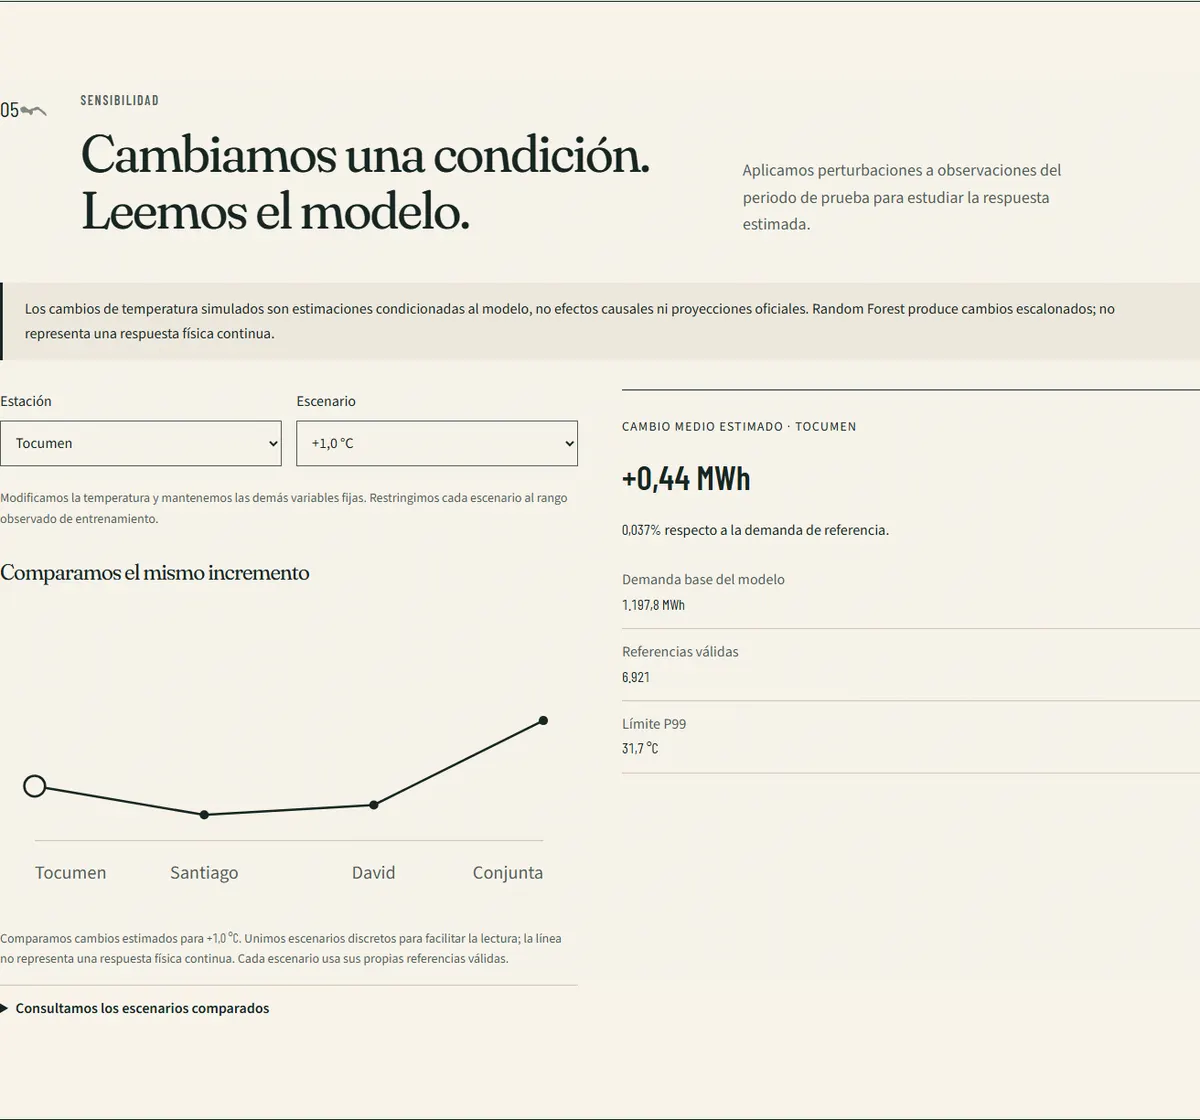 05
SENSIBILIDAD
Cambiamos una condición.
Leemos el modelo.
Aplicamos perturbaciones a observaciones del
periodo de prueba para estudiar la respuesta
estimada.
Los cambios de temperatura simulados son estimaciones condicionadas al modelo, no efectos causales ni proyecciones oficiales. Random Forest produce cambios escalonados; no
representa una respuesta física continua.
Estación
Escenario
Tocumen
+1,0 °C
Modificamos la temperatura y mantenemos las demás variables fijas. Restringimos cada escenario al rango
observado de entrenamiento.
Comparamos el mismo incremento
Tocumen
Santiago
David
Conjunta
Comparamos cambios estimados para +1,0 °C. Unimos escenarios discretos para facilitar la lectura; la línea
no representa una respuesta física continua. Cada escenario usa sus propias referencias válidas.
Consultamos los escenarios comparados
CAMBIO MEDIO ESTIMADO · TOCUMEN
+0,44 MWh
0,037% respecto a la demanda de referencia.
Demanda base del modelo
1.197,8 MWh
Referencias válidas
6,921
Límite P99
31,7 °C